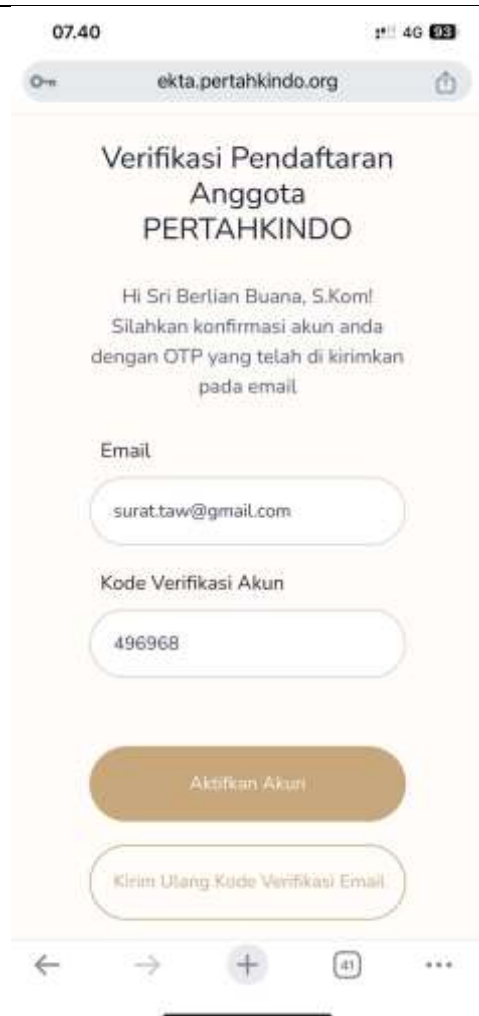 07.40
4G 93
ekta.pertahkindo.org
Verifikasi Pendaftaran
Anggota
PERTAHKINDO
Hi Sri Berlian Buana, S.Kom!
Silahkan konfirmasi akun anda
dengan OTP yang telah di kirimkan
pada email
Email
surat.taw@gmail.com
Kode Verifikasi Akun
496968
Aktifkan Akun
Kirim Ulang Kode Verifikasi Email
41